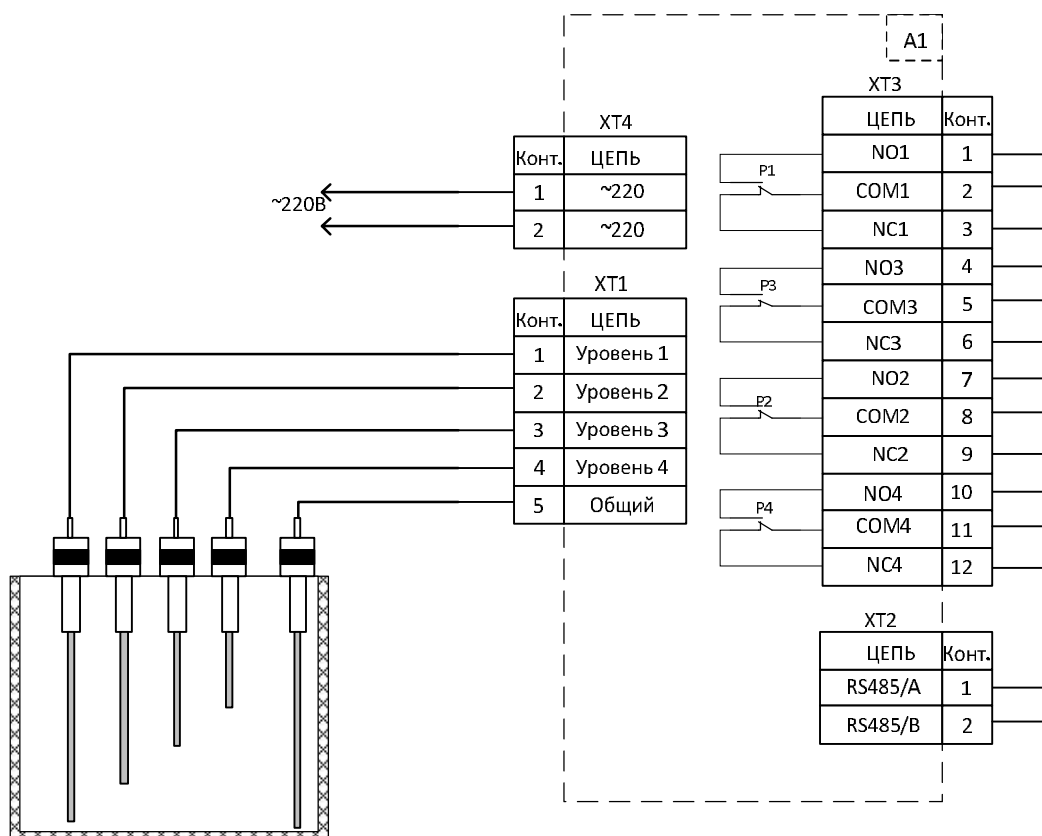 A1
XT4
Конт. ЦЕПЬ
1 ~220
2 ~220
~220В
XT1
Конт. ЦЕПЬ
1 Уровень 1
2 Уровень 2
3 Уровень 3
4 Уровень 4
5 Общий
XT3
ЦЕПЬ Конт.
NO1 1
P1
COM1 2
NC1 3
NO3 4
P3
COM3 5
NC3 6
NO2 7
P2
COM2 8
NC2 9
NO4 10
P4
COM4 11
NC4 12
XT2
ЦЕПЬ Конт.
RS485/A 1
RS485/B 2